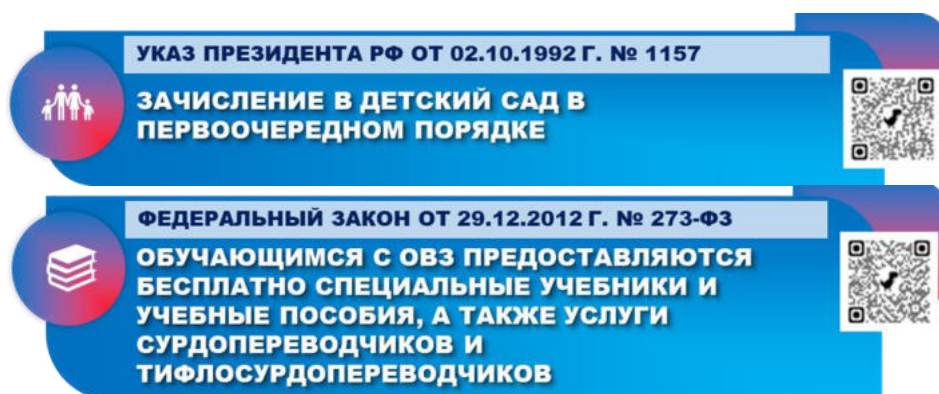 УКАЗ ПРЕЗИДЕНТА РФ ОТ 02.10.1992 Г. № 1157
ЗАЧИСЛЕНИЕ В ДЕТСКИЙ САД В
ПЕРВООЧЕРЕДНОМ ПОРЯДКЕ
ФЕДЕРАЛЬНЫЙ ЗАКОН ОТ 29.12.2012 Г. № 273-ФЗ
ОБУЧАЮЩИМСЯ С ОВЗ ПРЕДОСТАВЛЯЮТСЯ
БЕСПЛАТНО СПЕЦИАЛЬНЫЕ УЧЕБНИКИ И
УЧЕБНЫЕ ПОСОБИЯ, А ТАКЖЕ УСЛУГИ
СУРДОПЕРЕВОДЧИКОВ И
ТИФЛОСУРДОПЕРЕВОДЧИКОВ